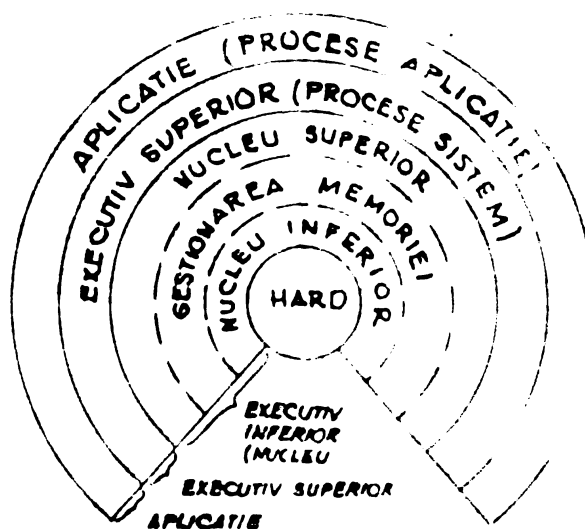 APLICATIE (PROCESE APLICATIE)
EXECUTIV SUPERIOR (PROCESE SISTEM)
NUCLEU SUPERIOR
GESTIONAREA MEMORIEI
NUCLEU INFERIOR
HARD
EXECUTIV
INFERIOR
(NUCLEU
EXECUTIV SUPERIOR
APLICATIE